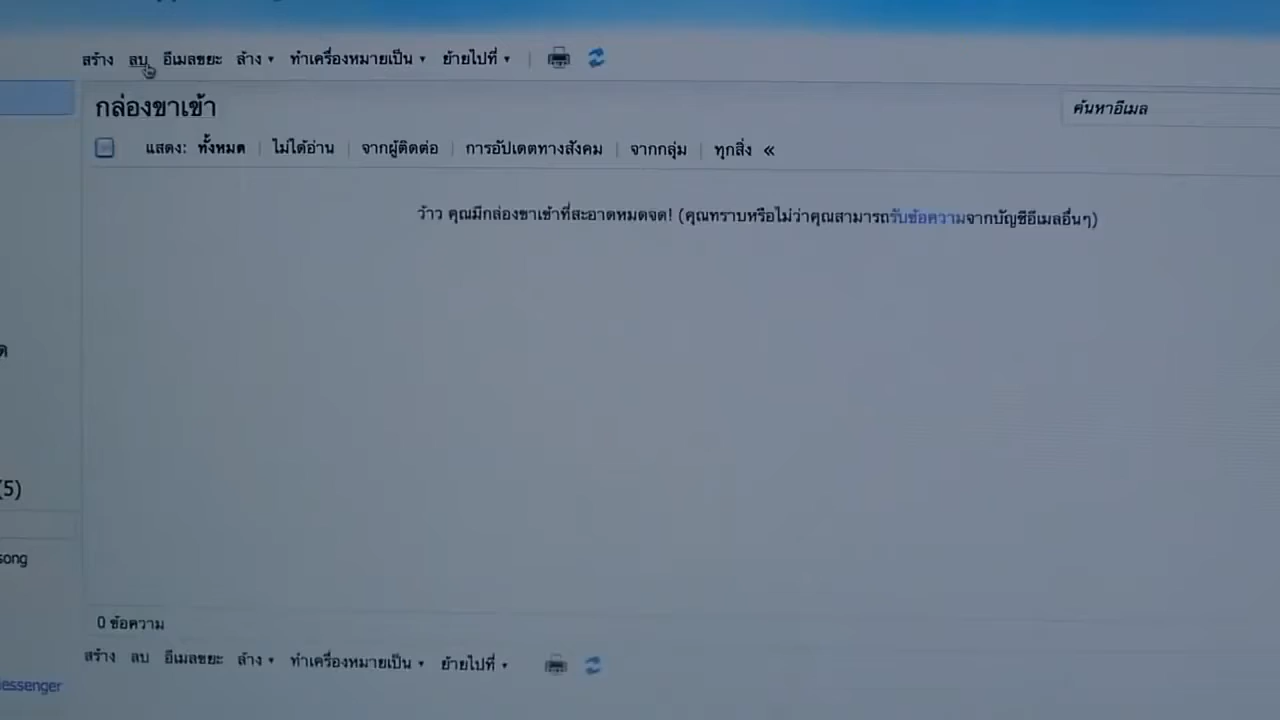 สร้าง ลบ อีเมลขยะ ล้าง ทำเครื่องหมายเป็น ย้ายไปที่
กล่องขาเข้า
ค้นหาอีเมล
แสดง: ทั้งหมด | ไม่ได้อ่าน | จากผู้ติดต่อ | การอัปเดตทางสังคม | จากกลุ่ม | ทุกสิ่ง «
ว้าว คุณมีกล่องขาเข้าที่สะอาดหมดจด! (คุณทราบหรือไม่ว่าคุณสามารถรับข้อความจากบัญชีอีเมลอื่นๆ)
(5)
song
0 ข้อความ
สร้าง ลบ อีเมลขยะ ล้าง ทำเครื่องหมายเป็น ย้ายไปที่
essenger